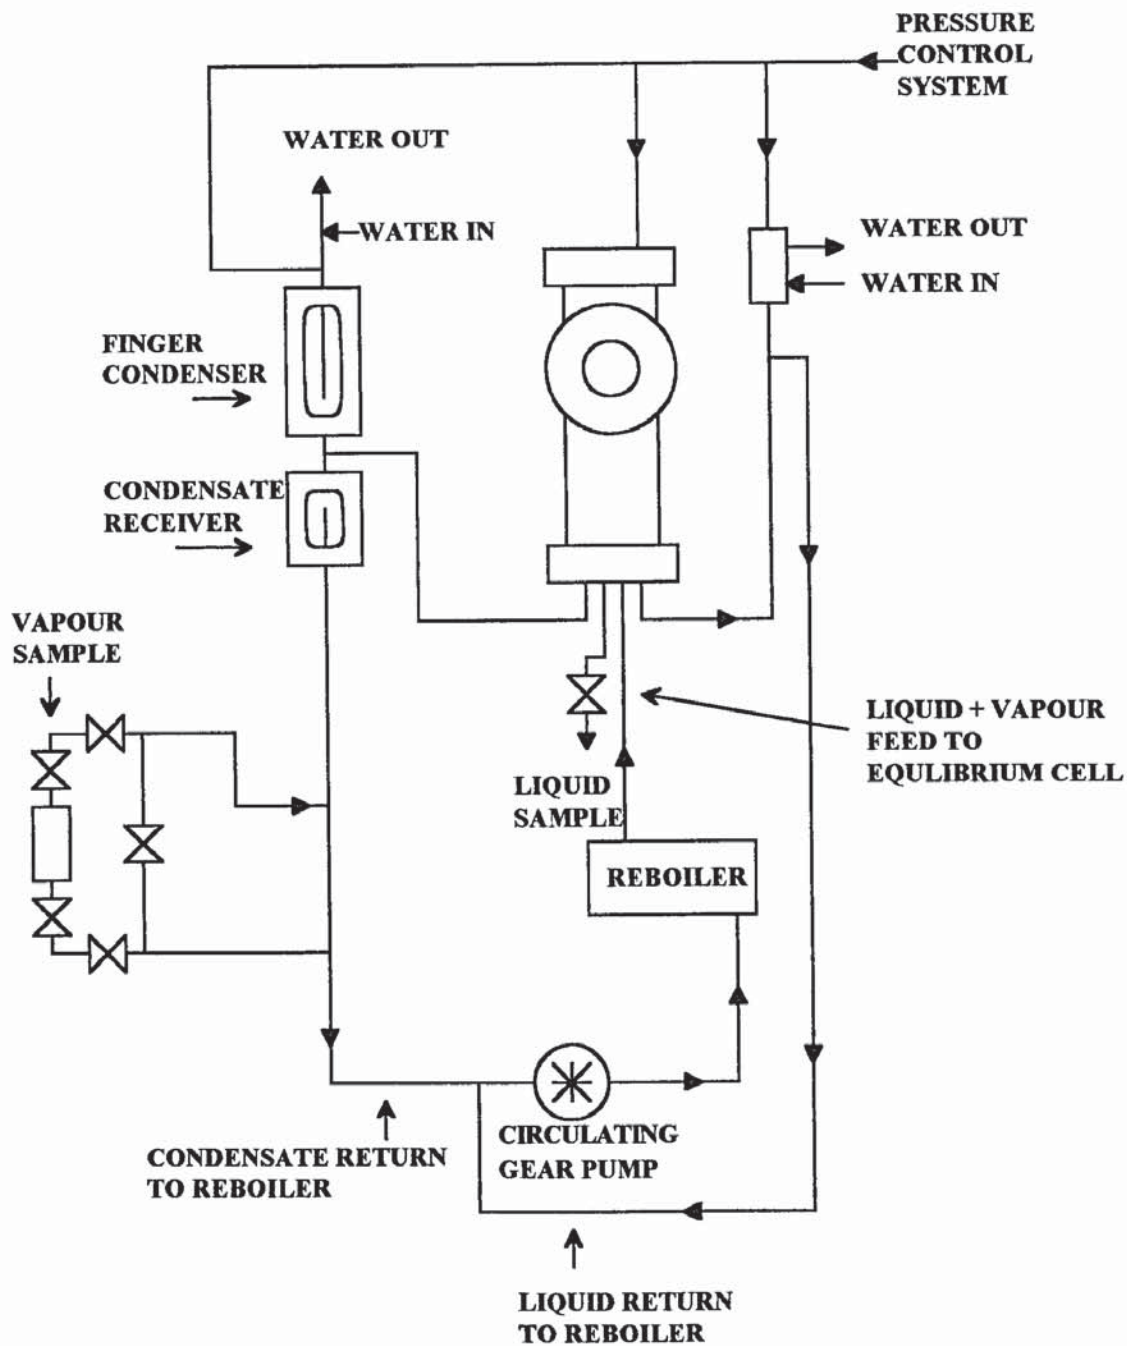 PRESSURE
CONTROL
SYSTEM
WATER OUT
WATER IN
WATER OUT
WATER IN
FINGER
CONDENSER
CONDENSATE
RECEIVER
VAPOUR
SAMPLE
LIQUID + VAPOUR
FEED TO
EQULIBRIUM CELL
LIQUID
SAMPLE
REBOILER
CIRCULATING
GEAR PUMP
CONDENSATE RETURN
TO REBOILER
LIQUID RETURN
TO REBOILER